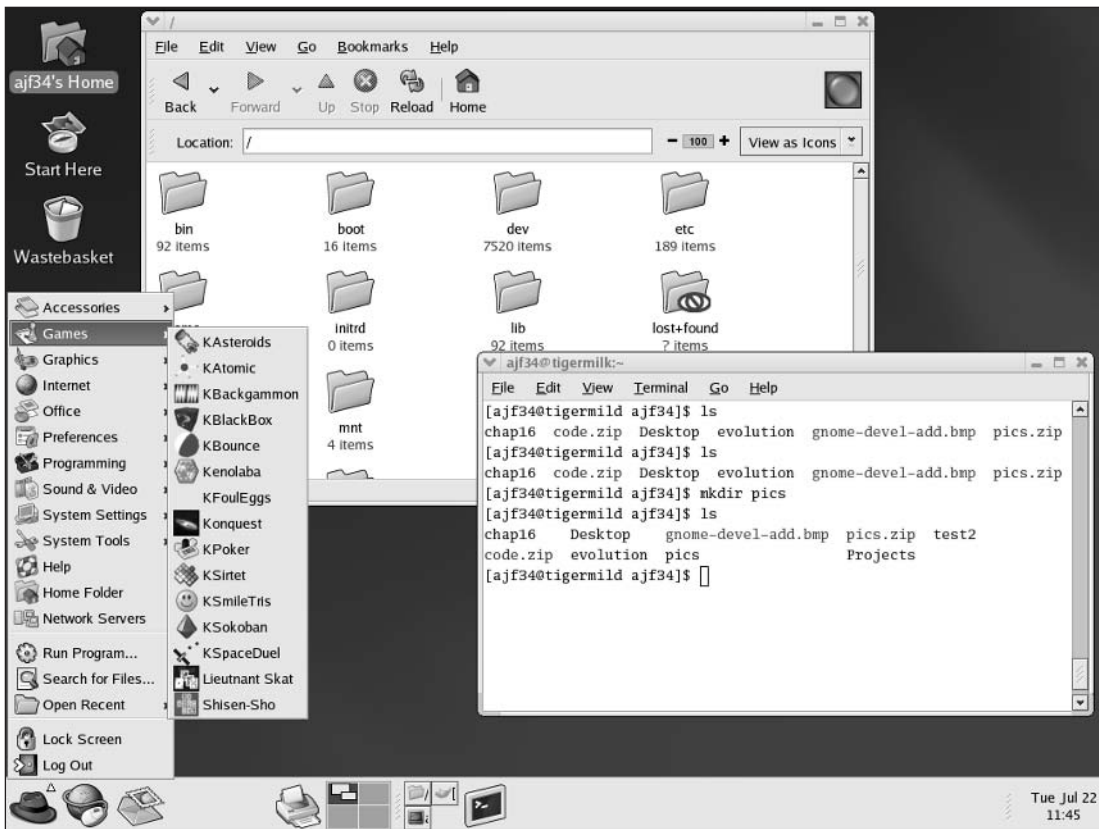 ajf34's Home
Start Here
Wastebasket
/
File Edit View Go Bookmarks Help
Back Forward Up Stop Reload Home
Location: / 100 View as Icons
bin boot dev etc
92 items 16 items 7520 items 189 items
initrd lib lost+found
0 items 92 items ? items
mnt
4 items
Accessories
Games
Graphics
Internet
Office
Preferences
Programming
Sound & Video
System Settings
System Tools
Help
Home Folder
Network Servers
Run Program...
Search for Files...
Open Recent
Lock Screen
Log Out
KAsteroids
KAtomic
KBackgammon
KBlackBox
KBounce
Kenolaba
KFoulEggs
Konquest
KPoker
KSirtet
KSmileTris
KSokoban
KSpaceDuel
Lieutnant Skat
Shisen-Sho
ajf34@tigermilk:~
File Edit View Terminal Go Help
[ajf34@tigermild ajf34]$ ls
chap16 code.zip Desktop evolution gnome-devel-add.bmp pics.zip
[ajf34@tigermild ajf34]$ ls
chap16 code.zip Desktop evolution gnome-devel-add.bmp pics.zip
[ajf34@tigermild ajf34]$ mkdir pics
[ajf34@tigermild ajf34]$ ls
chap16 Desktop gnome-devel-add.bmp pics.zip test2
code.zip evolution pics Projects
[ajf34@tigermild ajf34]$
Tue Jul 22
11:45